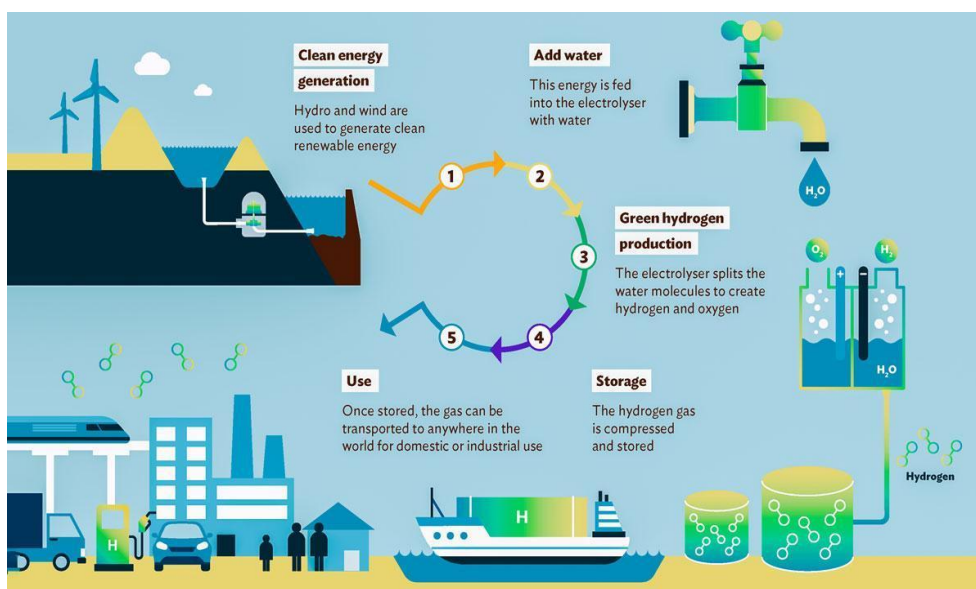 Clean energy
generation
Hydro and wind are
used to generate clean
renewable energy
Add water
This energy is fed
into the electrolyser
with water
H₂O
1
2
3
4
5
Green hydrogen
production
The electrolyser splits the
water molecules to create
hydrogen and oxygen
O₂
H₂
+
−
H₂O
Storage
The hydrogen gas
is compressed
and stored
Hydrogen
Use
Once stored, the gas can be
transported to anywhere in the
world for domestic or industrial use
H
H